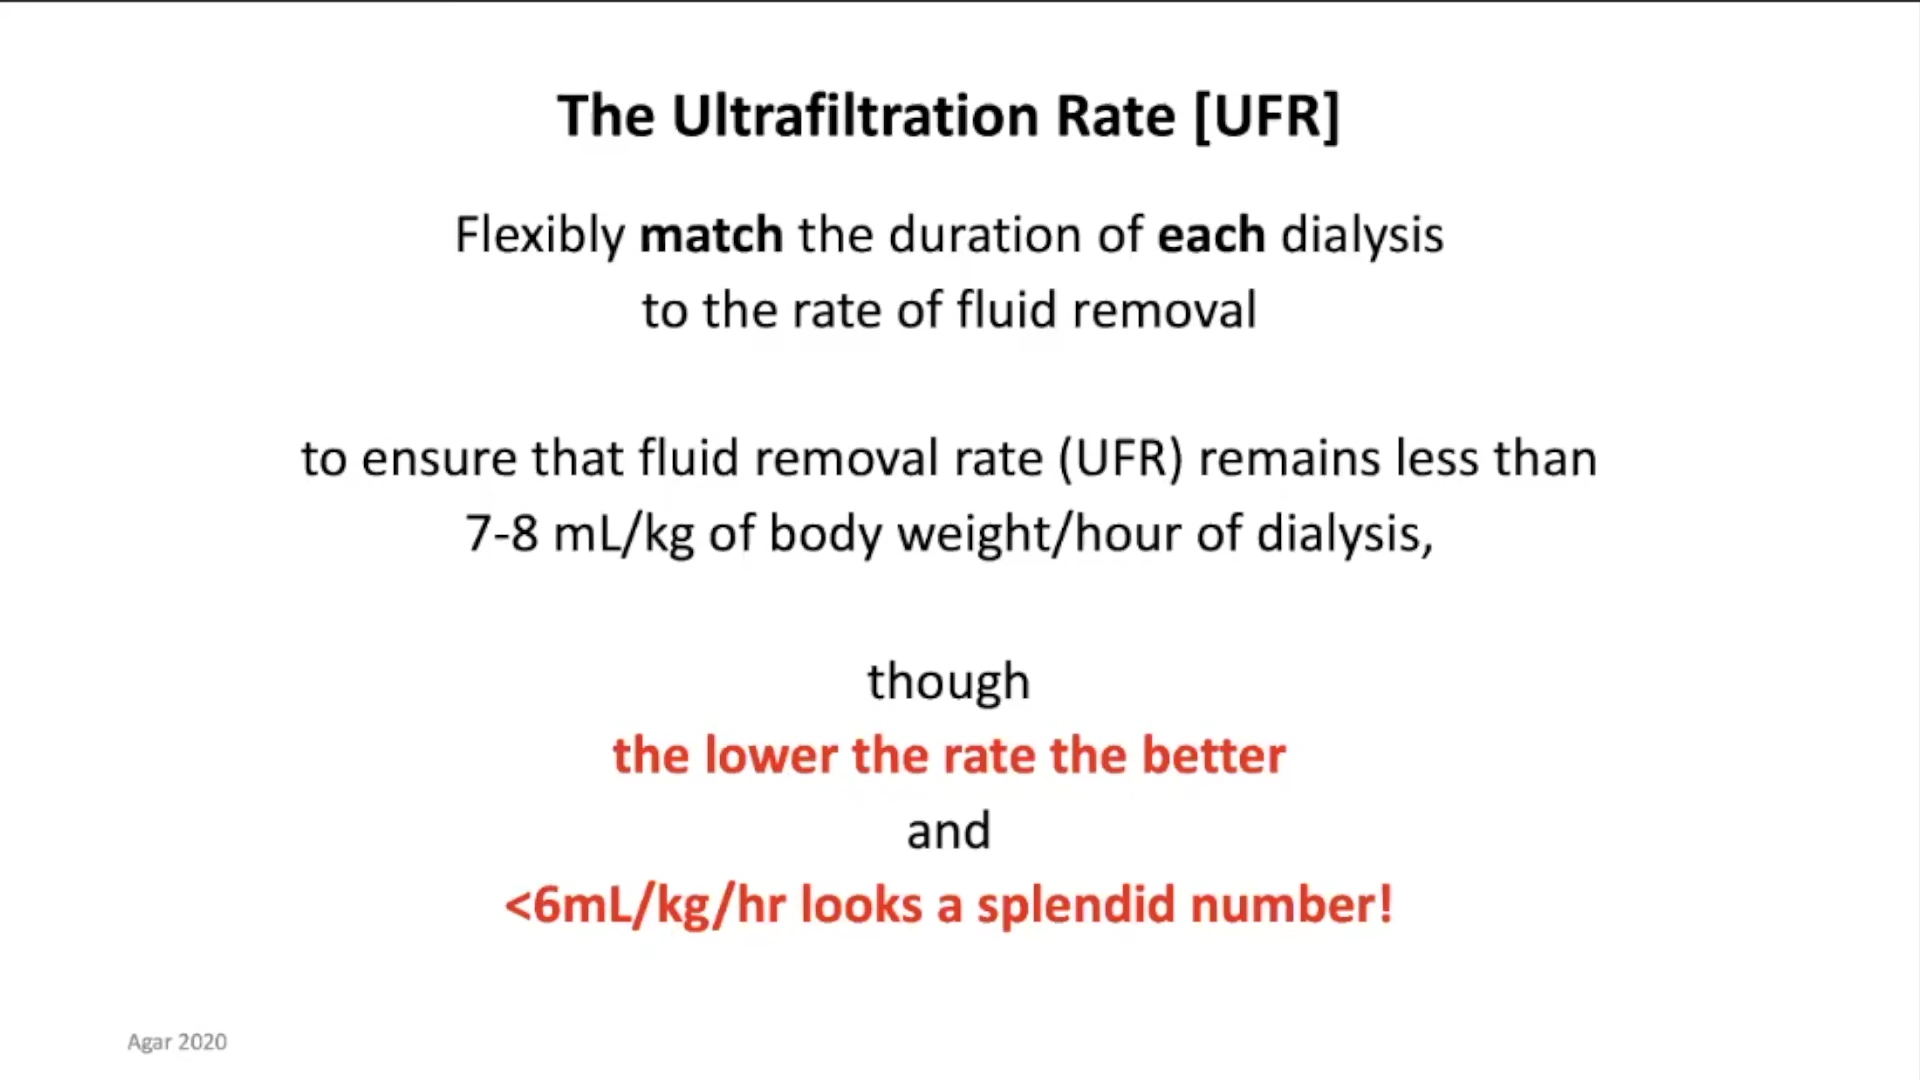 The Ultrafiltration Rate [UFR]
Flexibly match the duration of each dialysis
to the rate of fluid removal
to ensure that fluid removal rate (UFR) remains less than
7-8 mL/kg of body weight/hour of dialysis,
though
the lower the rate the better
and
<6mL/kg/hr looks a splendid number!
Agar 2020